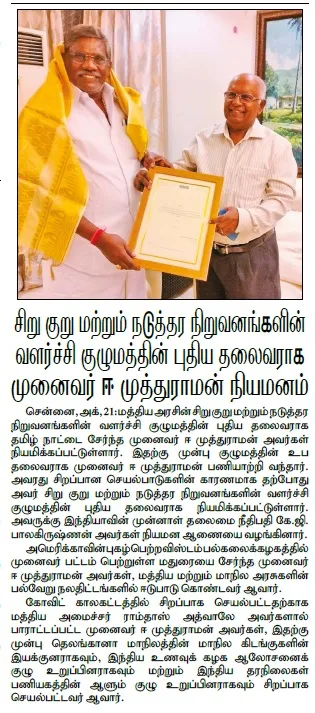 சிறு குறு மற்றும் நடுத்தர நிறுவனங்களின்
வளர்ச்சி குழுமத்தின் புதிய தலைவராக
முனைவர் ஈ முத்துராமன் நியமனம்
சென்னை, அக், 21: மத்திய அரசின் சிறு குறு மற்றும் நடுத்தர
நிறுவனங்களின் வளர்ச்சி குழுமத்தின் புதிய தலைவராக
தமிழ் நாட்டை சேர்ந்த முனைவர் ஈ முத்துராமன் அவர்கள்
நியமிக்கப்பட்டுள்ளார். இதற்கு முன்பு குழுமத்தின் உப
தலைவராக முனைவர் ஈ முத்துராமன் பணியாற்றி வந்தார்.
அவரது சிறப்பான செயல்பாடுகளின் காரணமாக தற்போது
அவர் சிறு குறு மற்றும் நடுத்தர நிறுவனங்களின் வளர்ச்சி
குழுமத்தின் புதிய தலைவராக நியமிக்கப்பட்டுள்ளார்.
அவருக்கு இந்தியாவின் முன்னாள் தலைமை நீதிபதி கே.ஜி.
பாலகிருஷ்ணன் அவர்கள் நியமன ஆணையை வழங்கினார்.
அமெரிக்காவின் புகழ்பெற்ற விஸ்டம் பல்கலைக்கழகத்தில்
முனைவர் பட்டம் பெற்றுள்ள மதுரையை சேர்ந்த முனைவர்
ஈ முத்துராமன் அவர்கள், மத்திய மற்றும் மாநில அரசுகளின்
பல்வேறு நலதிட்டங்களில் ஈடுபாடு கொண்டவர் ஆவார்.
கோவிட் காலகட்டத்தில் சிறப்பாக செயல்பட்டதற்காக
மத்திய அமைச்சர் ராம்தாஸ் அத்வாலே அவர்களால்
பாராட்டப்பட்ட முனைவர் ஈ முத்துராமன் அவர்கள், இதற்கு
முன்பு தெலங்கானா மாநிலத்தின் மாநில கிடங்குகளின்
இயக்குனராகவும், இந்திய உணவுக் கழக ஆலோசனைக்
குழு உறுப்பினராகவும் மற்றும் இந்திய தரநிலைகள்
பணியகத்தின் ஆளும் குழு உறுப்பினராகவும் சிறப்பாக
செயல்பட்டவர் ஆவார்.